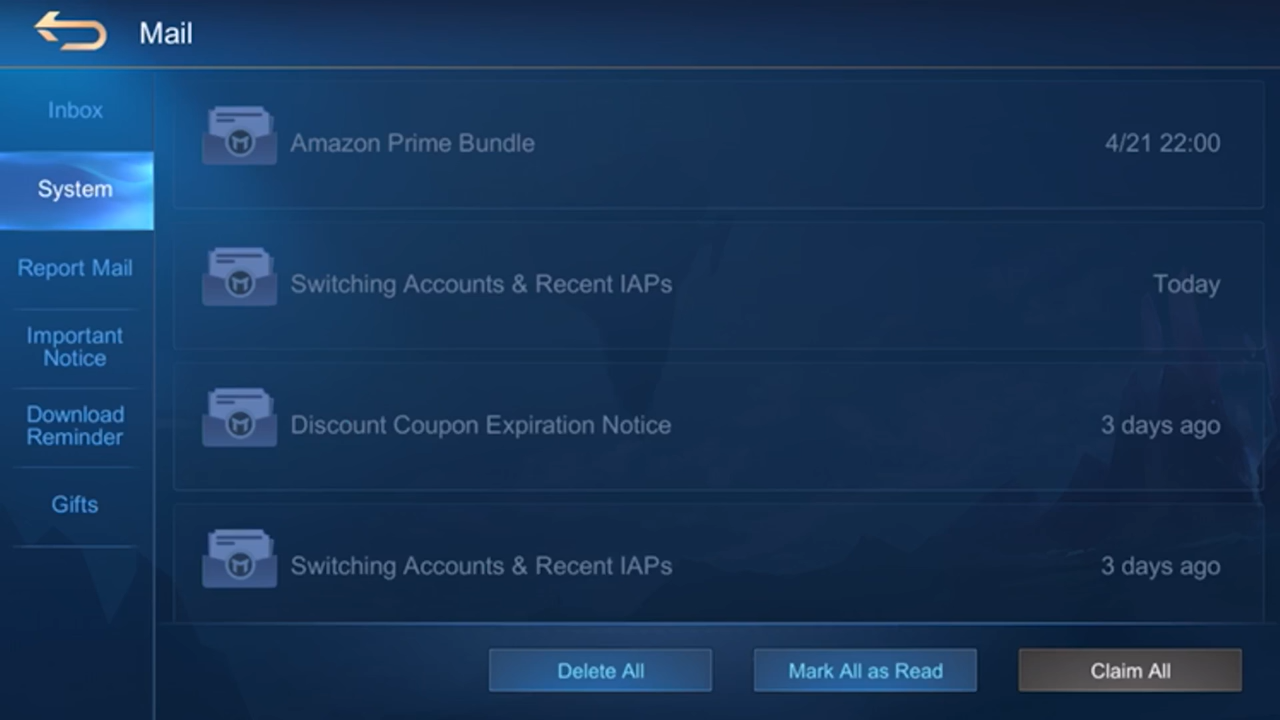 Mail
Inbox
System
Report Mail
Important
Notice
Download
Reminder
Gifts
Amazon Prime Bundle
4/21 22:00
Switching Accounts & Recent IAPs
Today
Discount Coupon Expiration Notice
3 days ago
Switching Accounts & Recent IAPs
3 days ago
Delete All
Mark All as Read
Claim All